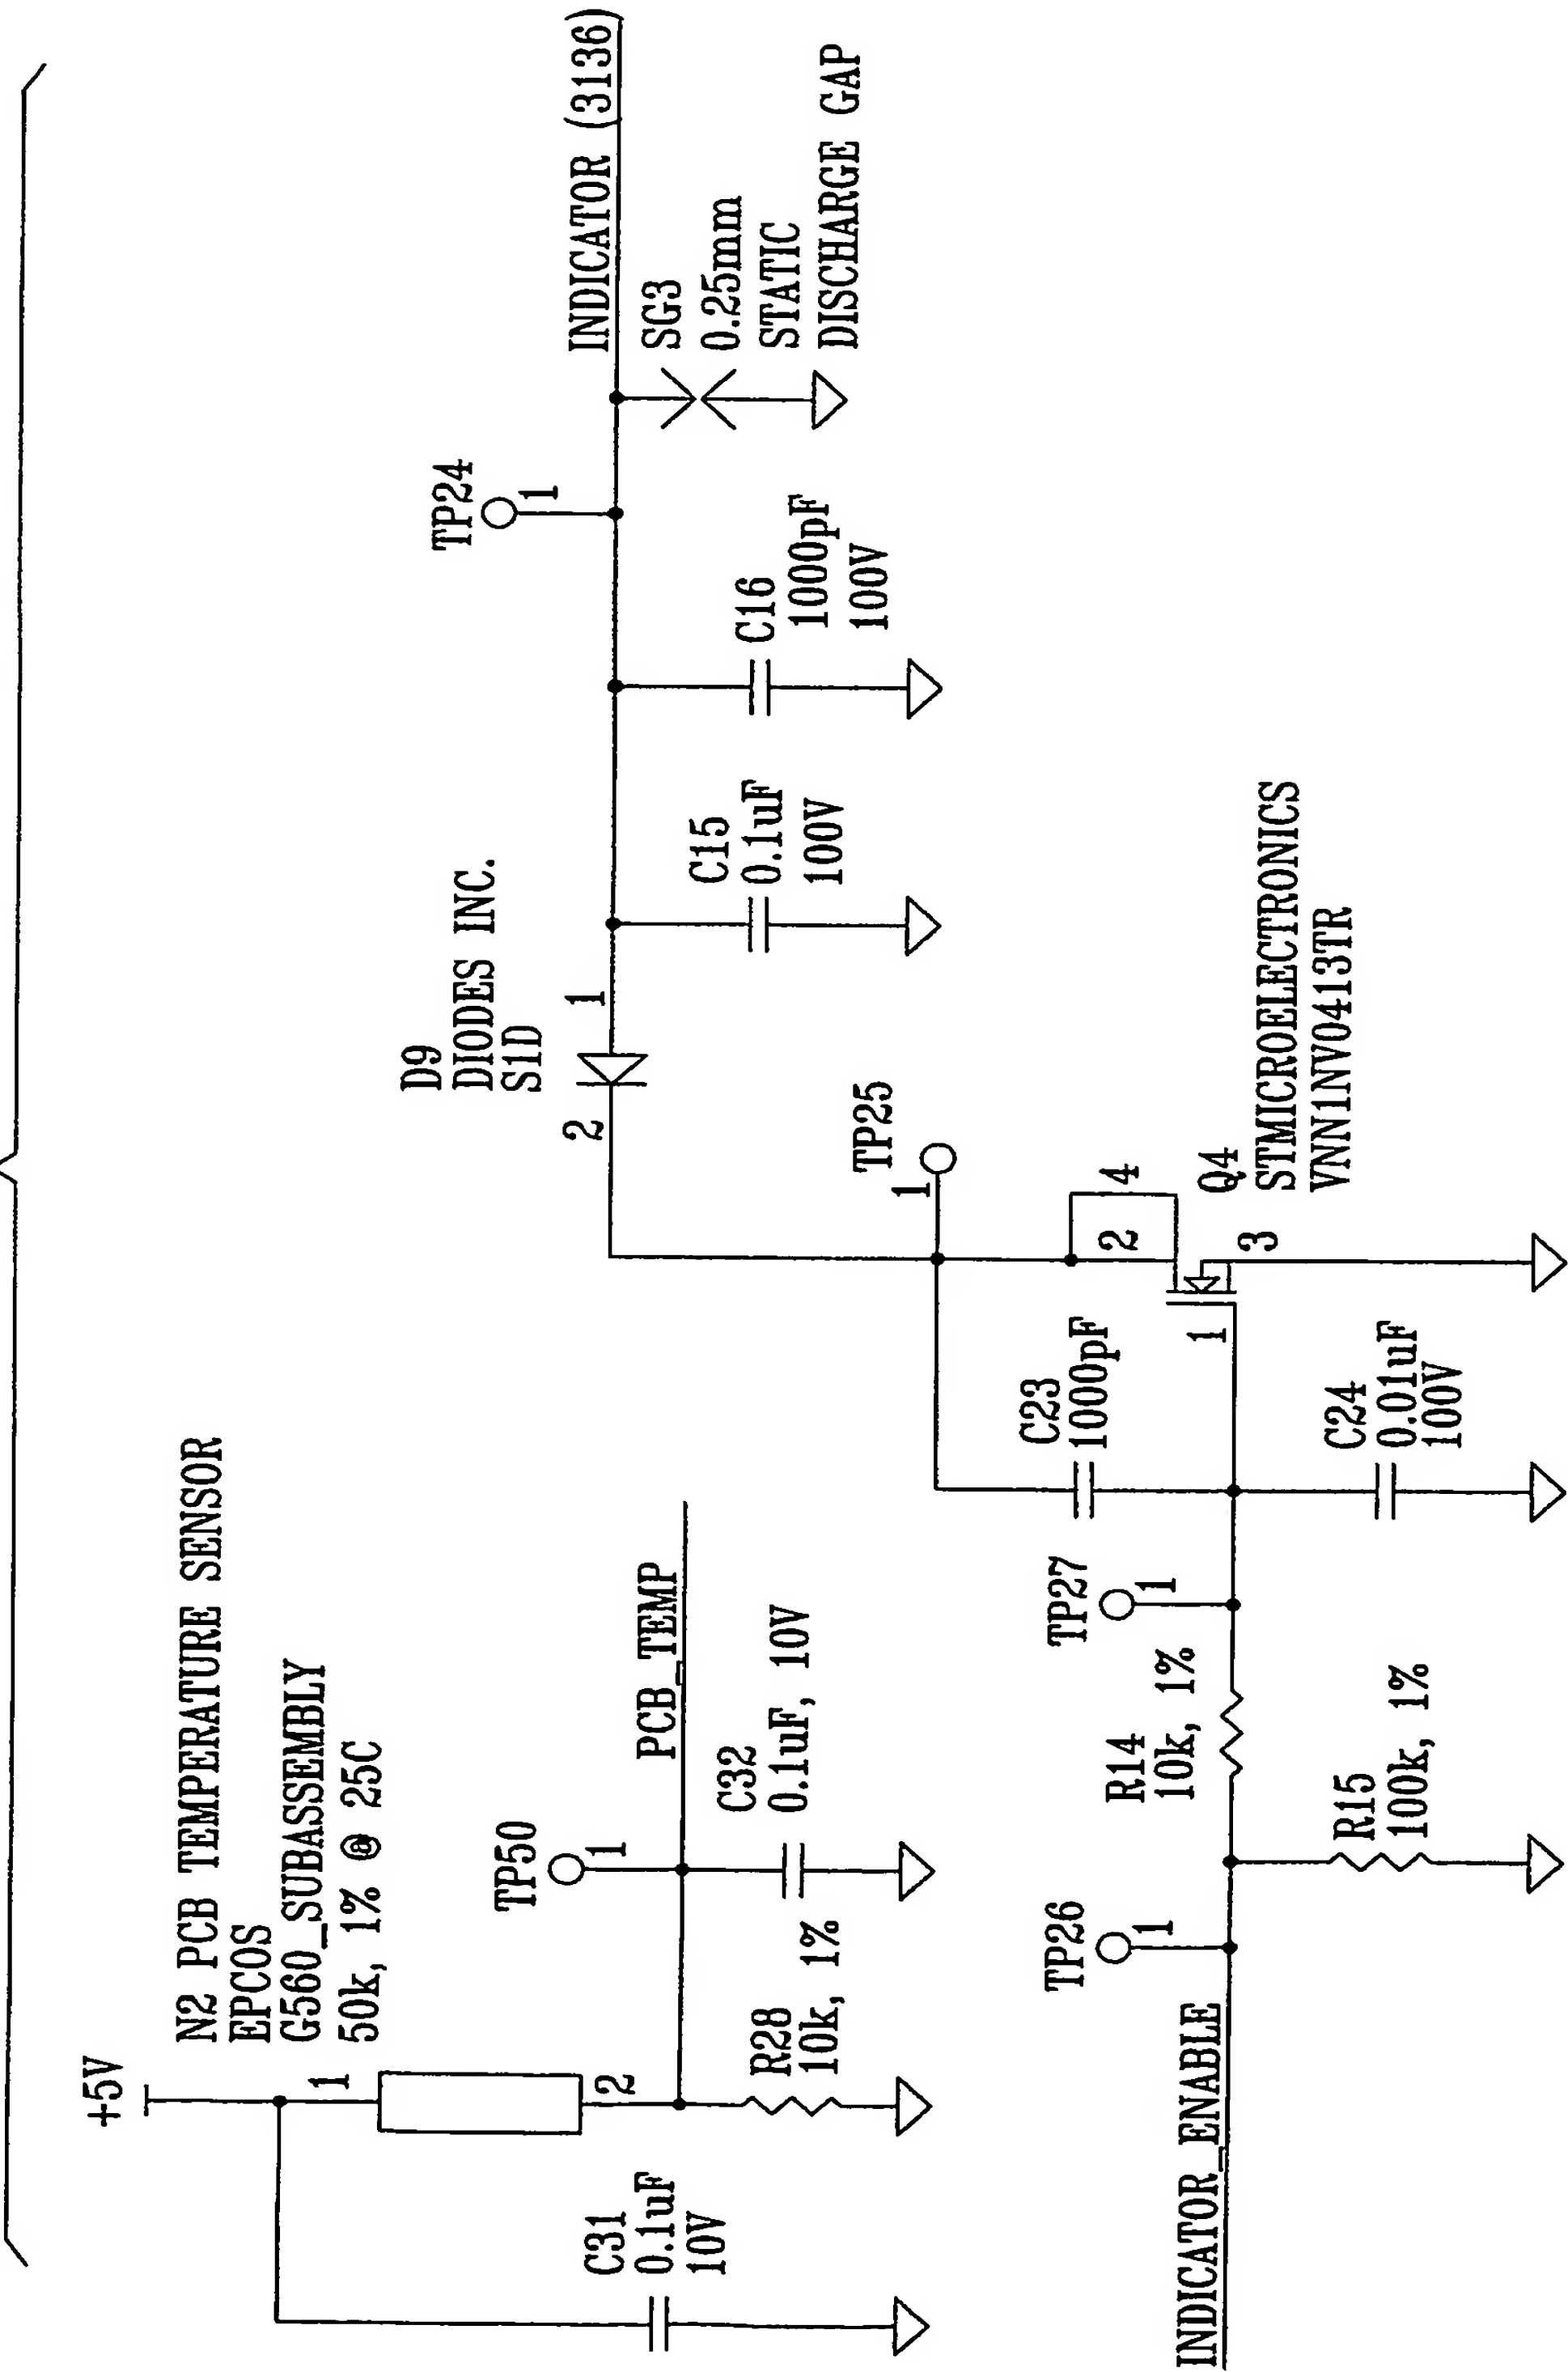 +5V
N2 PCB TEMPERATURE SENSOR
EPCOS
G560_SUBASSEMBLY
50k, 1% @ 25C
1
2
C31
0.1uF
10V
TP50
1
PCB_TEMP
R28
10k, 1%
C32
0.1uF, 10V
D9
DIODES INC.
S1D
2
1
TP24
1
INDICATOR (3136)
C15
0.1uF
100V
C16
1000pF
100V
SG3
0.25mm
STATIC
DISCHARGE GAP
TP25
1
INDICATOR_ENABLE
TP26
1
R14
10k, 1%
R15
100k, 1%
TP27
1
C23
1000pF
C24
0.01uF
100V
1
2
4
3
Q4
STMICROELECTRONICS
VNN1NV0413TR